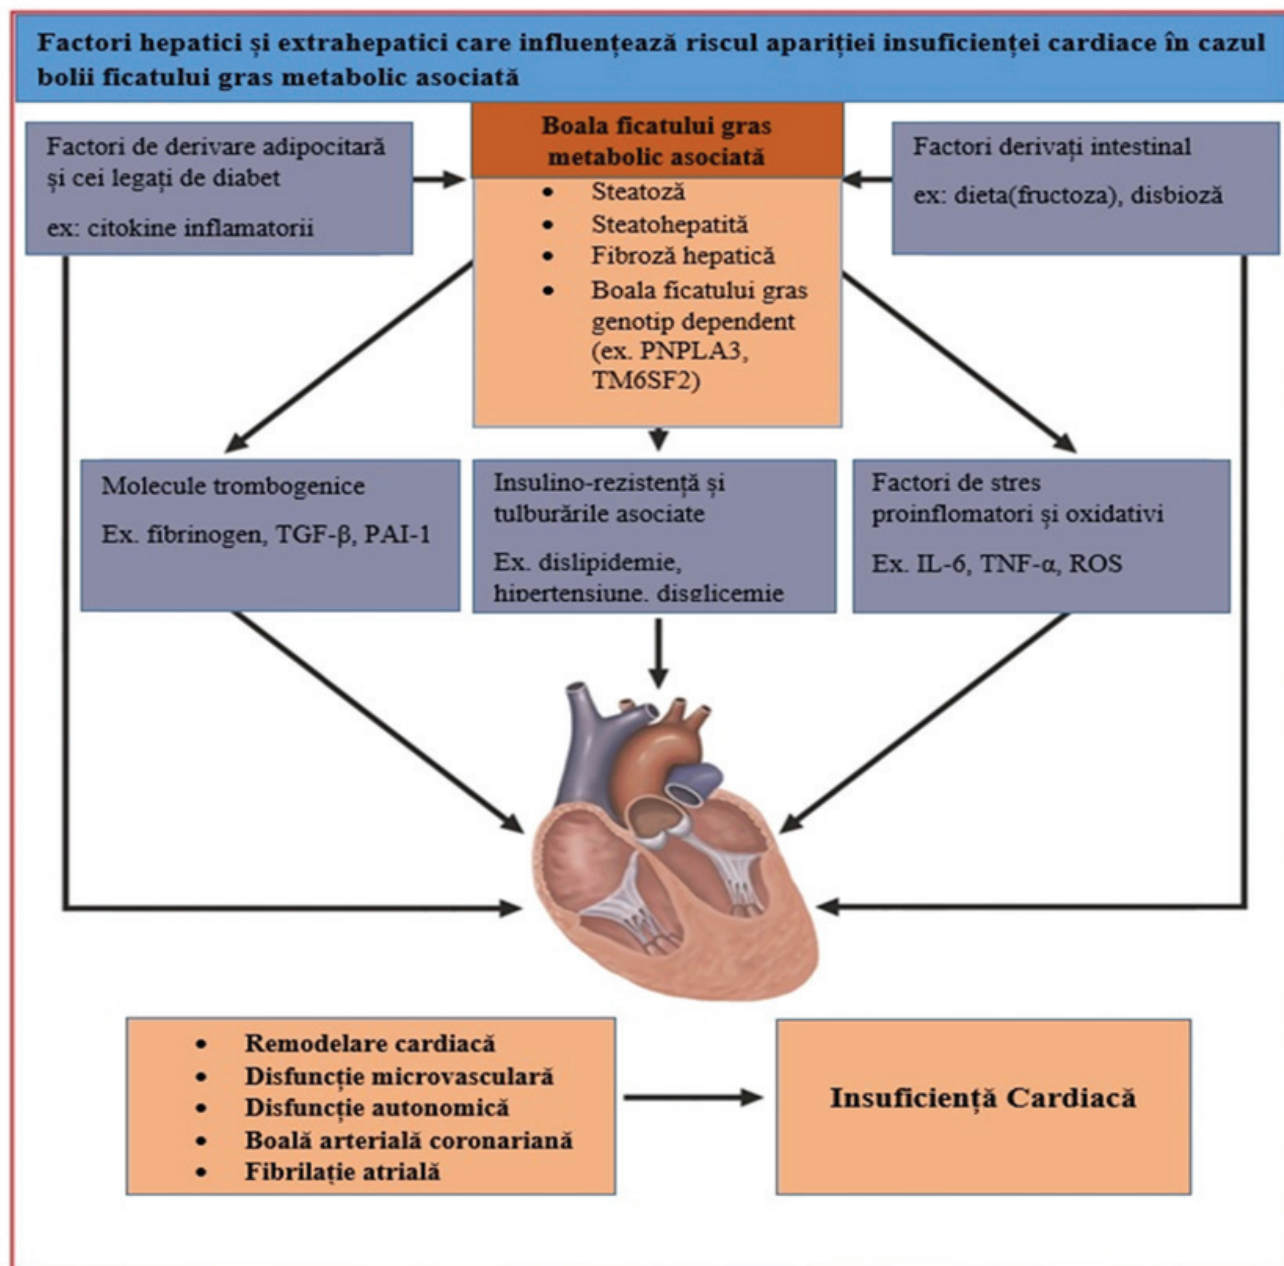 Factori hepatici și extrahepatici care influențează riscul apariției insuficienței cardiace în cazul
bolii ficatului gras metabolic asociată
Factori de derivare adipocitară
și cei legați de diabet
ex: citokine inflamatorii
Boala ficatului gras
metabolic asociată
• Steatoză
• Steatohepatită
• Fibroză hepatică
• Boala ficatului gras
genotip dependent
(ex. PNPLA3,
TM6SF2)
Factori derivați intestinal
ex: dieta(fructoza), disbioză
Molecule trombogenice
Ex. fibrinogen, TGF-β, PAI-1
Insulino-rezistență și
tulburările asociate
Ex. dislipidemie,
hipertensiune, disglicemie
Factori de stres
proinflomatori și oxidativi
Ex. IL-6, TNF-α, ROS
• Remodelare cardiacă
• Disfuncție microvasculară
• Disfuncție autonomică
• Boală arterială coronariană
• Fibrilație atrială
Insuficiență Cardiacă